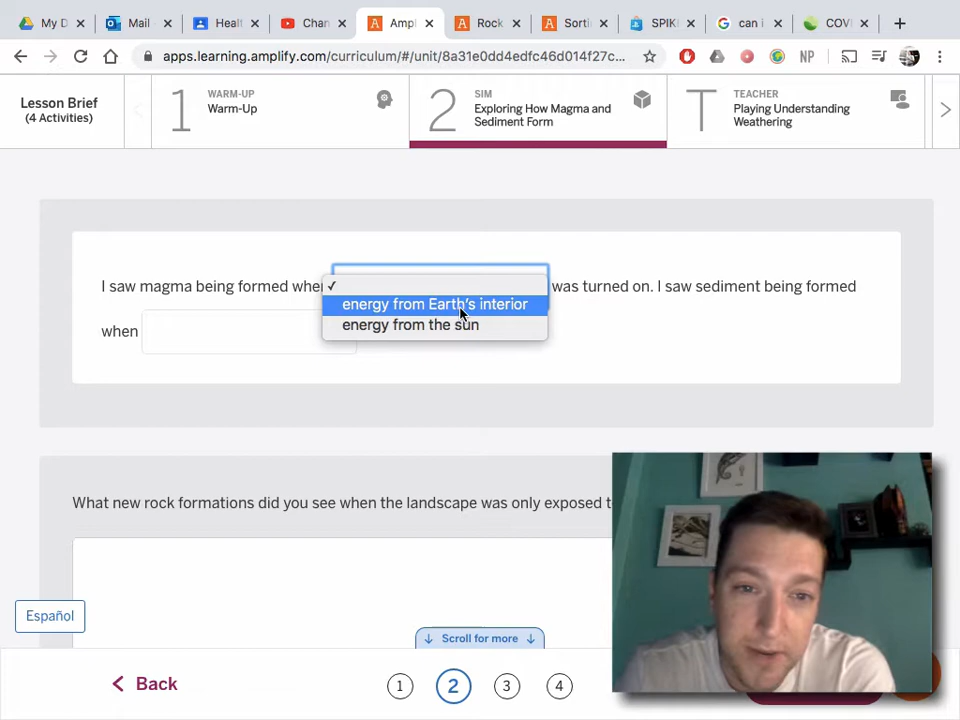 My D
Mail
Healt
Chan
Ampl
Rock
Sorti
SPIK
can i
COV
apps.learning.amplify.com/curriculum/#/unit/8a31e0dd4edfc46d014f27c...
NP
Lesson Brief
(4 Activities)
1
WARM-UP
Warm-Up
2
SIM
Exploring How Magma and
Sediment Form
T
TEACHER
Playing Understanding
Weathering
I saw magma being formed when
✓
energy from Earth's interior
energy from the sun
was turned on. I saw sediment being formed
when
What new rock formations did you see when the landscape was only exposed t
Español
↓ Scroll for more ↓
Back
1
2
3
4